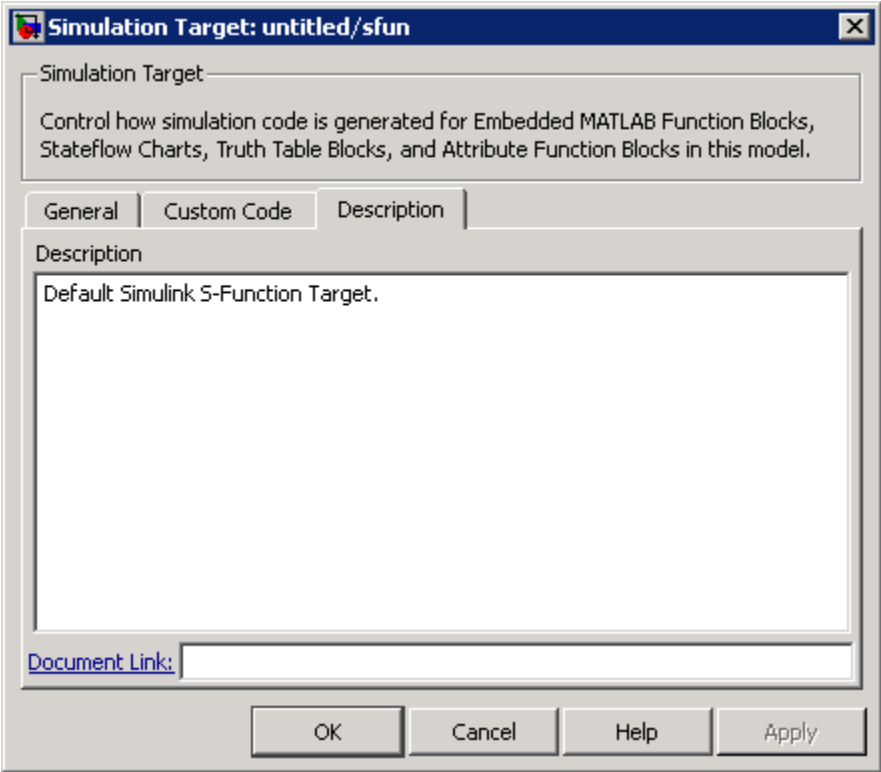 Simulation Target: untitled/sfun
Simulation Target
Control how simulation code is generated for Embedded MATLAB Function Blocks,
Stateflow Charts, Truth Table Blocks, and Attribute Function Blocks in this model.
General Custom Code Description
Description
Default Simulink S-Function Target.
Document Link:
OK Cancel Help Apply